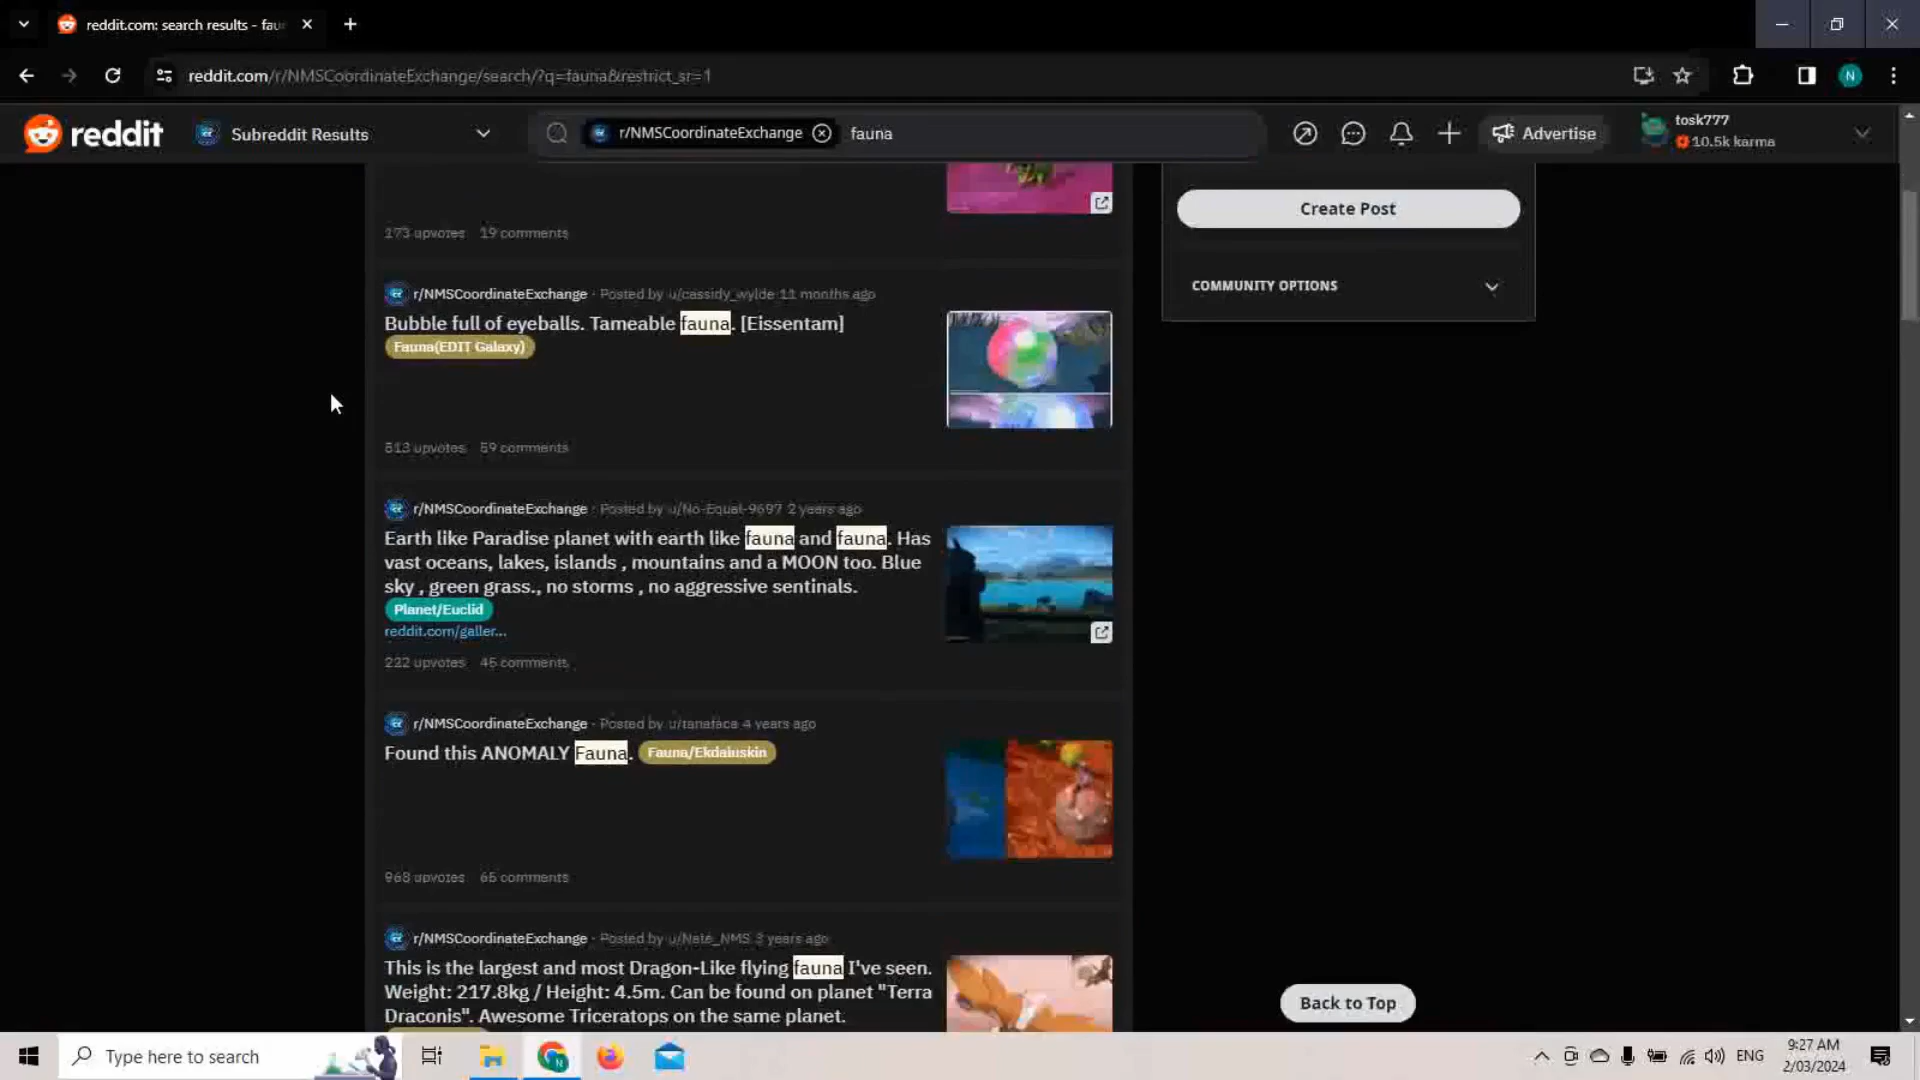 reddit.com: search results - fau
reddit.com/r/NMSCoordinateExchange/search/?q=fauna&restrict_sr=1
N
reddit
Subreddit Results
r/NMSCoordinateExchange
fauna
Advertise
tosk777
10.5k karma
173 upvotes 19 comments
Create Post
COMMUNITY OPTIONS
r/NMSCoordinateExchange · Posted by u/cassidy_wylde 11 months ago
Bubble full of eyeballs. Tameable fauna. [Eissentam]
Fauna(EDIT Galaxy)
513 upvotes 59 comments
r/NMSCoordinateExchange · Posted by u/No-Equal-9697 2 years ago
Earth like Paradise planet with earth like fauna and fauna. Has
vast oceans, lakes, islands , mountains and a MOON too. Blue
sky , green grass., no storms , no aggressive sentinals.
Planet/Euclid
reddit.com/galler...
222 upvotes 45 comments
r/NMSCoordinateExchange · Posted by u/tanaface 4 years ago
Found this ANOMALY Fauna. Fauna/Ekdaluskin
968 upvotes 65 comments
r/NMSCoordinateExchange · Posted by u/Nate_NMS 3 years ago
This is the largest and most Dragon-Like flying fauna I've seen.
Weight: 217.8kg / Height: 4.5m. Can be found on planet "Terra
Draconis". Awesome Triceratops on the same planet.
Back to Top
Type here to search
ENG
9:27 AM
2/03/2024